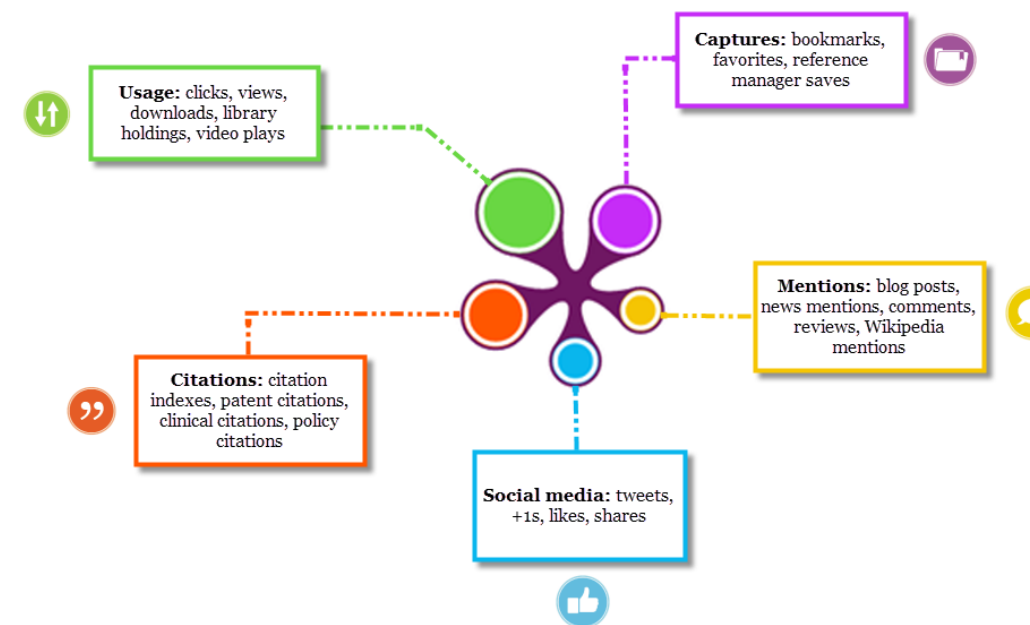 Captures: bookmarks,
favorites, reference
manager saves
Usage: clicks, views,
downloads, library
holdings, video plays
Mentions: blog posts,
news mentions, comments,
reviews, Wikipedia
mentions
Citations: citation
indexes, patent citations,
clinical citations, policy
citations
Social media: tweets,
+1s, likes, shares